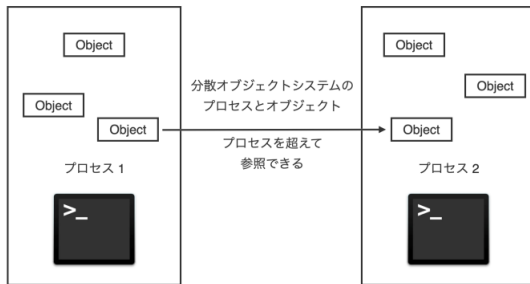 Object
Object
Object
プロセス 1
>_
分散オブジェクトシステムの
プロセスとオブジェクト
プロセスを超えて
参照できる
Object
Object
Object
プロセス 2
>_